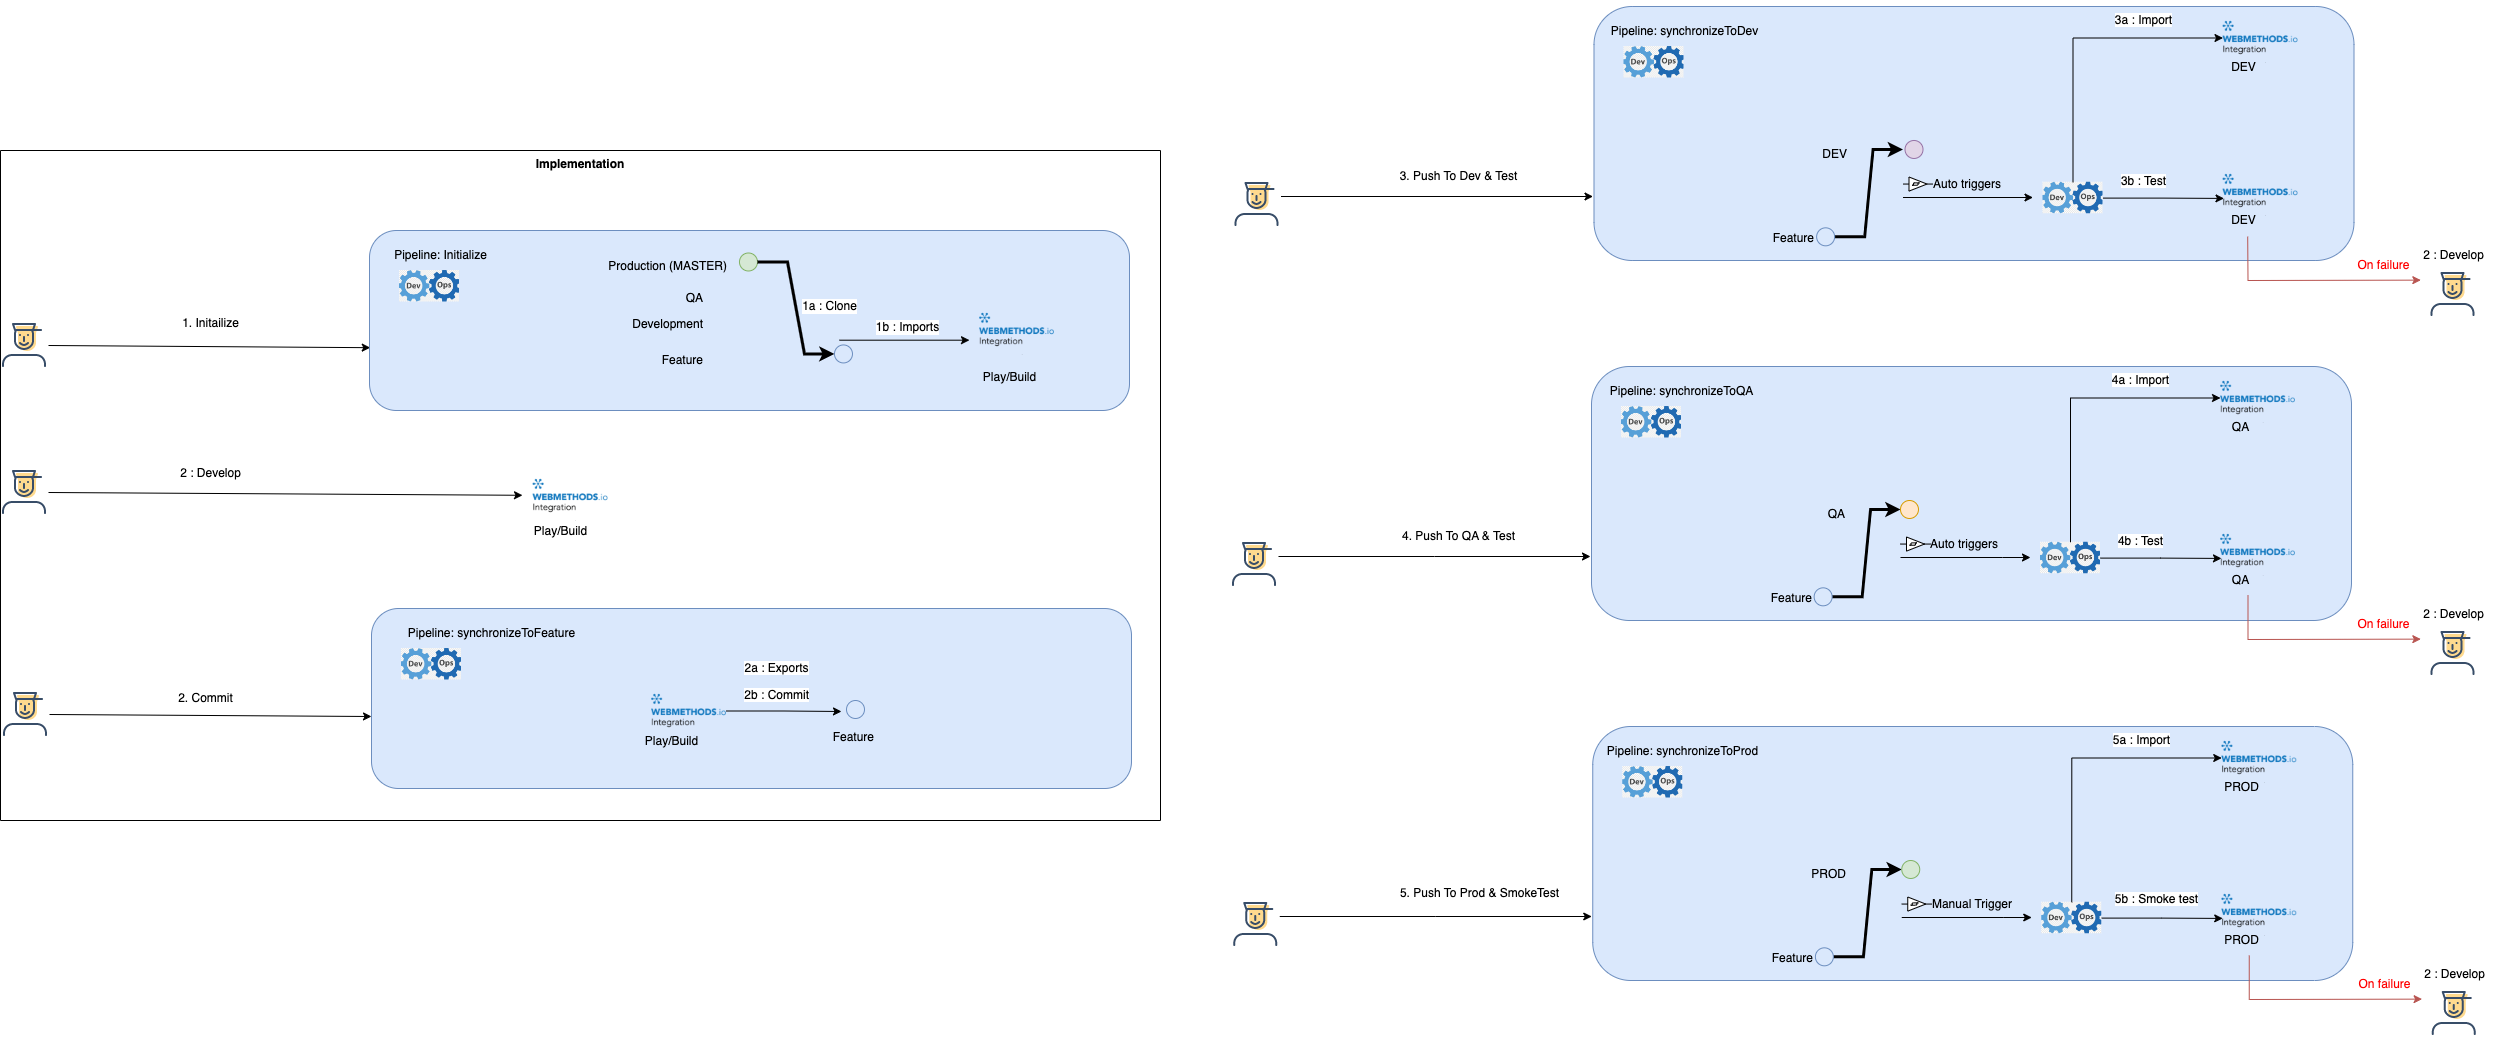 Implementation
1. Initailize
Pipeline: Initialize
Dev Ops
Production (MASTER)
QA
Development
Feature
1a : Clone
1b : Imports
WEBMETHODS.io
Integration
Play/Build
2 : Develop
WEBMETHODS.io
Integration
Play/Build
2. Commit
Pipeline: synchronizeToFeature
Dev Ops
2a : Exports
2b : Commit
WEBMETHODS.io
Integration
Play/Build
Feature
3. Push To Dev & Test
Pipeline: synchronizeToDev
Dev Ops
3a : Import
WEBMETHODS.io
Integration
DEV
DEV
Auto triggers
Feature
Dev Ops
3b : Test
WEBMETHODS.io
Integration
DEV
On failure
2 : Develop
4. Push To QA & Test
Pipeline: synchronizeToQA
Dev Ops
4a : Import
WEBMETHODS.io
Integration
QA
QA
Auto triggers
Feature
Dev Ops
4b : Test
WEBMETHODS.io
Integration
QA
On failure
2 : Develop
5. Push To Prod & SmokeTest
Pipeline: synchronizeToProd
Dev Ops
5a : Import
WEBMETHODS.io
Integration
PROD
PROD
Manual Trigger
Feature
Dev Ops
5b : Smoke test
WEBMETHODS.io
Integration
PROD
On failure
2 : Develop